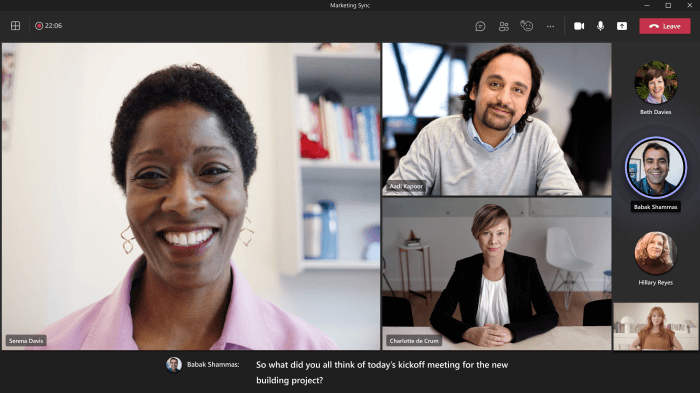 Marketing Sync
22:06
Leave
Beth Davies
Aadi Kapoor
Babak Shammas
Hillary Reyes
Serena Davis
Charlotte de Crum
Babak Shammas: So what did you all think of today's kickoff meeting for the new
building project?